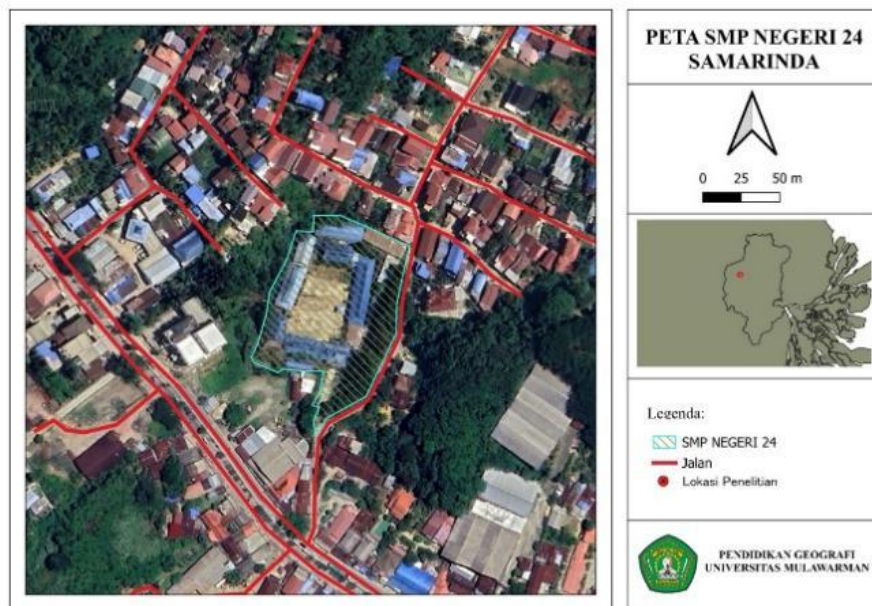 PETA SMP NEGERI 24
SAMARINDA
0 25 50 m
Legenda:
SMP NEGERI 24
Jalan
Lokasi Penelitian
PENDIDIKAN GEOGRAFI
UNIVERSITAS MULAWARMAN